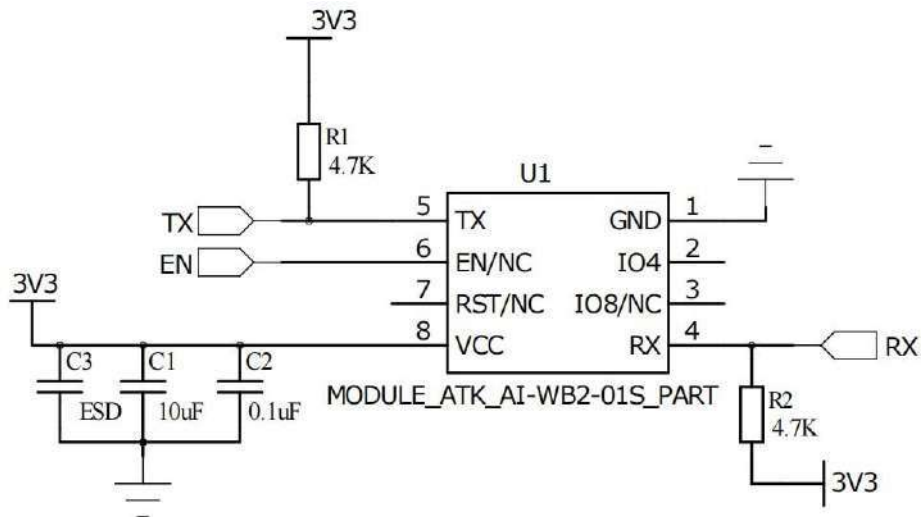 3V3
R1
4.7K
U1
TX
5
TX
GND
1
EN
6
EN/NC
IO4
2
3V3
7
RST/NC
IO8/NC
3
8
VCC
RX
4
RX
C3
C1
C2
ESD
10uF
0.1uF
MODULE_ATK_AI-WB2-01S_PART
R2
4.7K
3V3